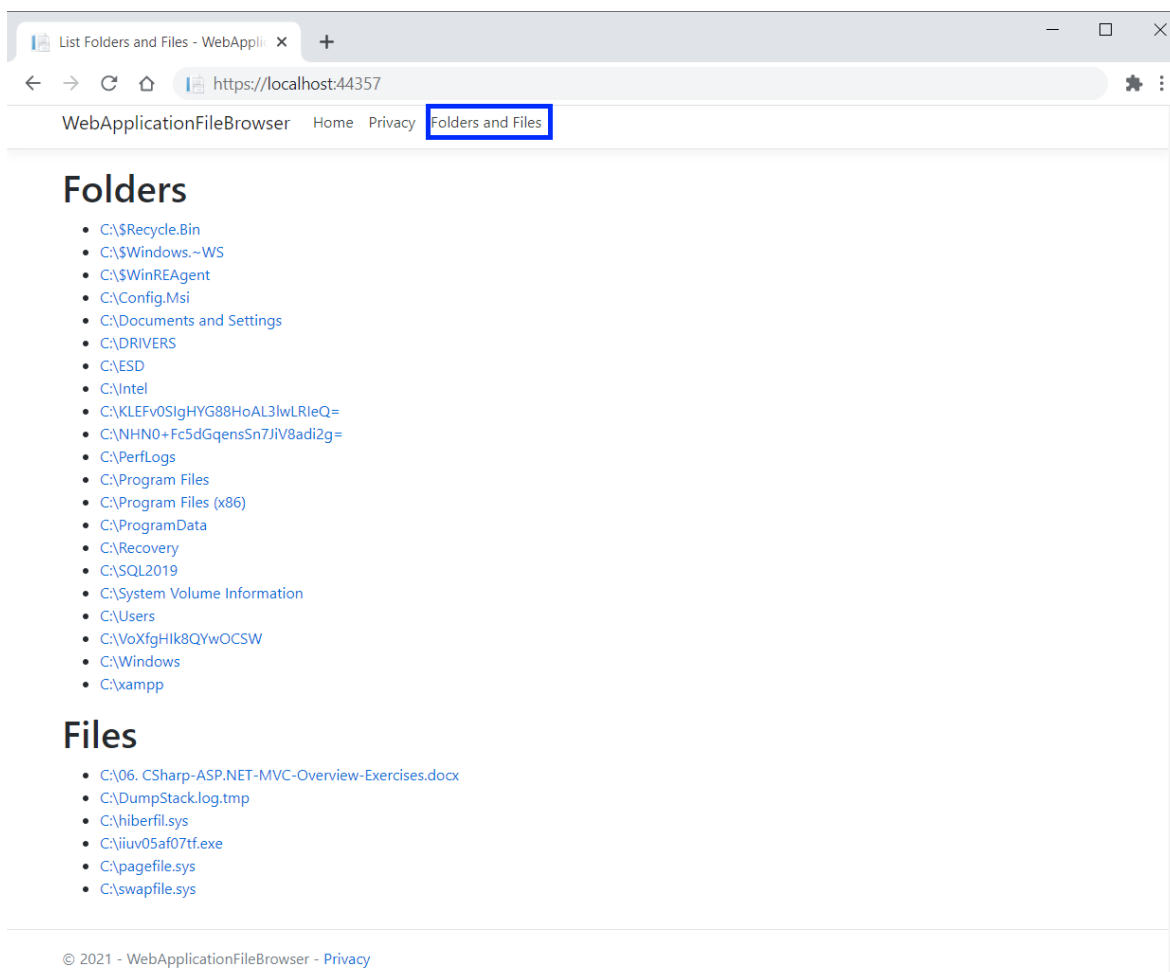 List Folders and Files - WebApplic
https://localhost:44357
WebApplicationFileBrowser Home Privacy Folders and Files
Folders
C:\$Recycle.Bin
C:\$Windows.~WS
C:\$WinREAgent
C:\Config.Msi
C:\Documents and Settings
C:\DRIVERS
C:\ESD
C:\Intel
C:\KLEFv0SIgHYG88HoAL3lwLRIeQ=
C:\NHN0+Fc5dGqensSn7JiV8adi2g=
C:\PerfLogs
C:\Program Files
C:\Program Files (x86)
C:\ProgramData
C:\Recovery
C:\SQL2019
C:\System Volume Information
C:\Users
C:\VoXfgHIk8QYwOCSW
C:\Windows
C:\xampp
Files
C:\06. CSharp-ASP.NET-MVC-Overview-Exercises.docx
C:\DumpStack.log.tmp
C:\hiberfil.sys
C:\iiuv05af07tf.exe
C:\pagefile.sys
C:\swapfile.sys
© 2021 - WebApplicationFileBrowser - Privacy